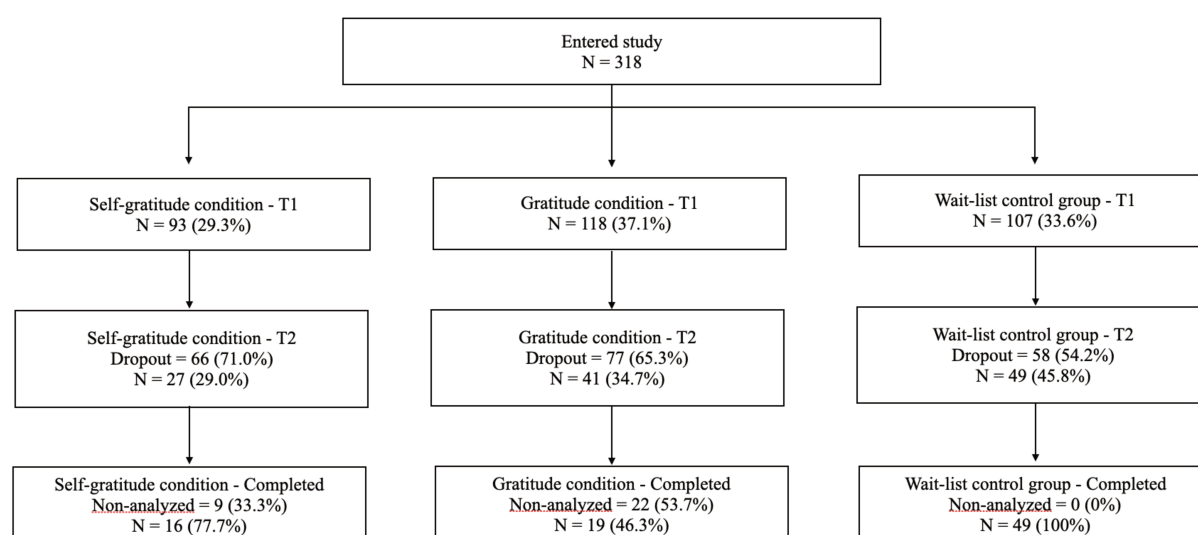 Entered study
N = 318
Self-gratitude condition - T1
N = 93 (29.3%)
Gratitude condition - T1
N = 118 (37.1%)
Wait-list control group - T1
N = 107 (33.6%)
Self-gratitude condition - T2
Dropout = 66 (71.0%)
N = 27 (29.0%)
Gratitude condition - T2
Dropout = 77 (65.3%)
N = 41 (34.7%)
Wait-list control group - T2
Dropout = 58 (54.2%)
N = 49 (45.8%)
Self-gratitude condition - Completed
Non-analyzed = 9 (33.3%)
N = 16 (77.7%)
Gratitude condition - Completed
Non-analyzed = 22 (53.7%)
N = 19 (46.3%)
Wait-list control group - Completed
Non-analyzed = 0 (0%)
N = 49 (100%)